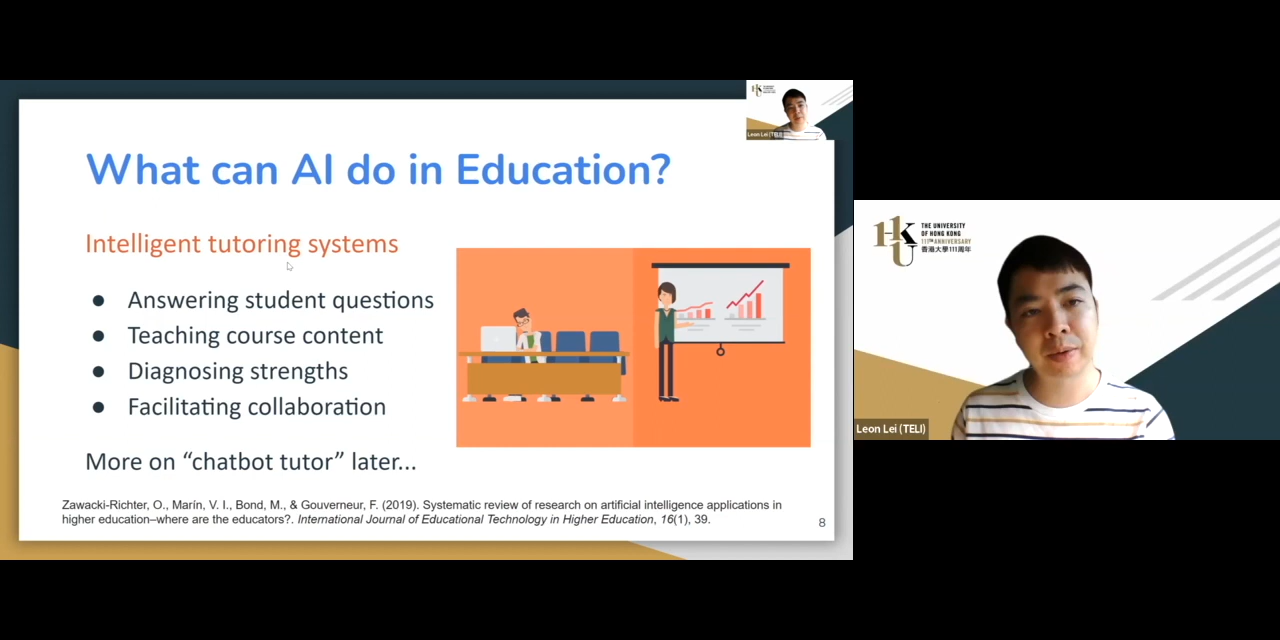 What can AI do in Education?
Intelligent tutoring systems
● Answering student questions
● Teaching course content
● Diagnosing strengths
● Facilitating collaboration
More on “chatbot tutor” later...
Zawacki-Richter, O., Marín, V. I., Bond, M., & Gouverneur, F. (2019). Systematic review of research on artificial intelligence applications in
higher education–where are the educators?. International Journal of Educational Technology in Higher Education, 16(1), 39.
8
Leon Lei (TELI)
HKU
THE UNIVERSITY
OF HONG KONG
111TH ANNIVERSARY
香港大學111周年
Leon Lei (TELI)